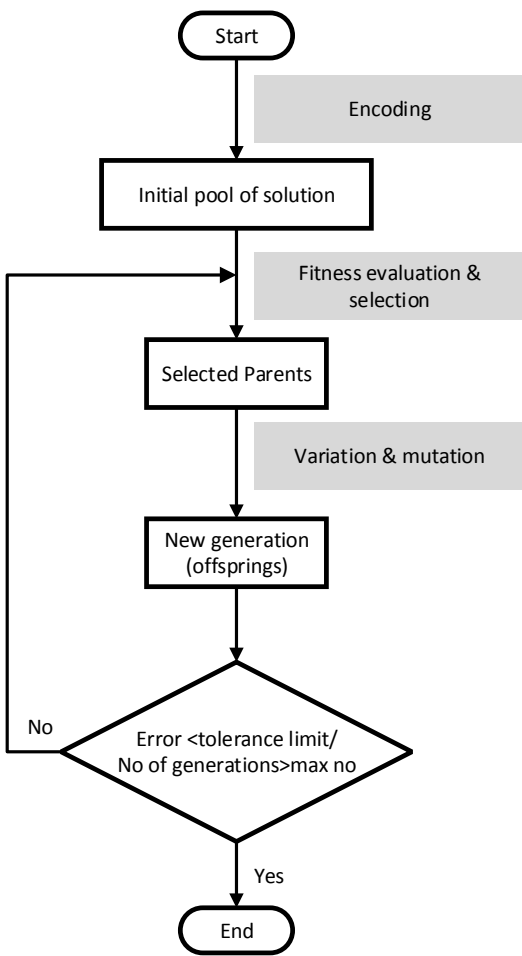 Start
Encoding
Initial pool of solution
Fitness evaluation &
selection
Selected Parents
Variation & mutation
New generation
(offsprings)
No
Error <tolerance limit/
No of generations>max no
Yes
End